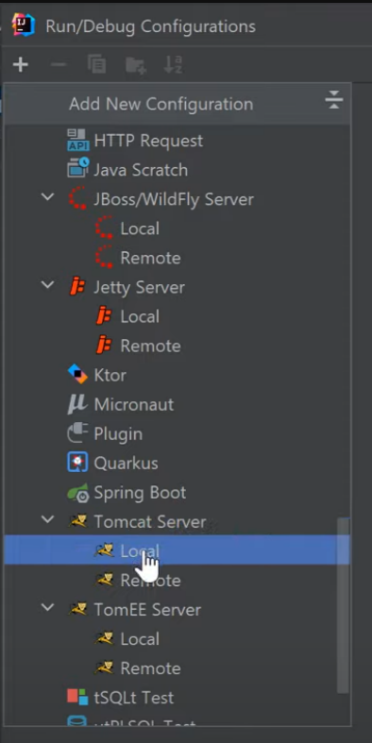 Run/Debug Configurations
Add New Configuration
HTTP Request
Java Scratch
JBoss/WildFly Server
Local
Remote
Jetty Server
Local
Remote
Ktor
Micronaut
Plugin
Quarkus
Spring Boot
Tomcat Server
Local
Remote
TomEE Server
Local
Remote
tSQLt Test